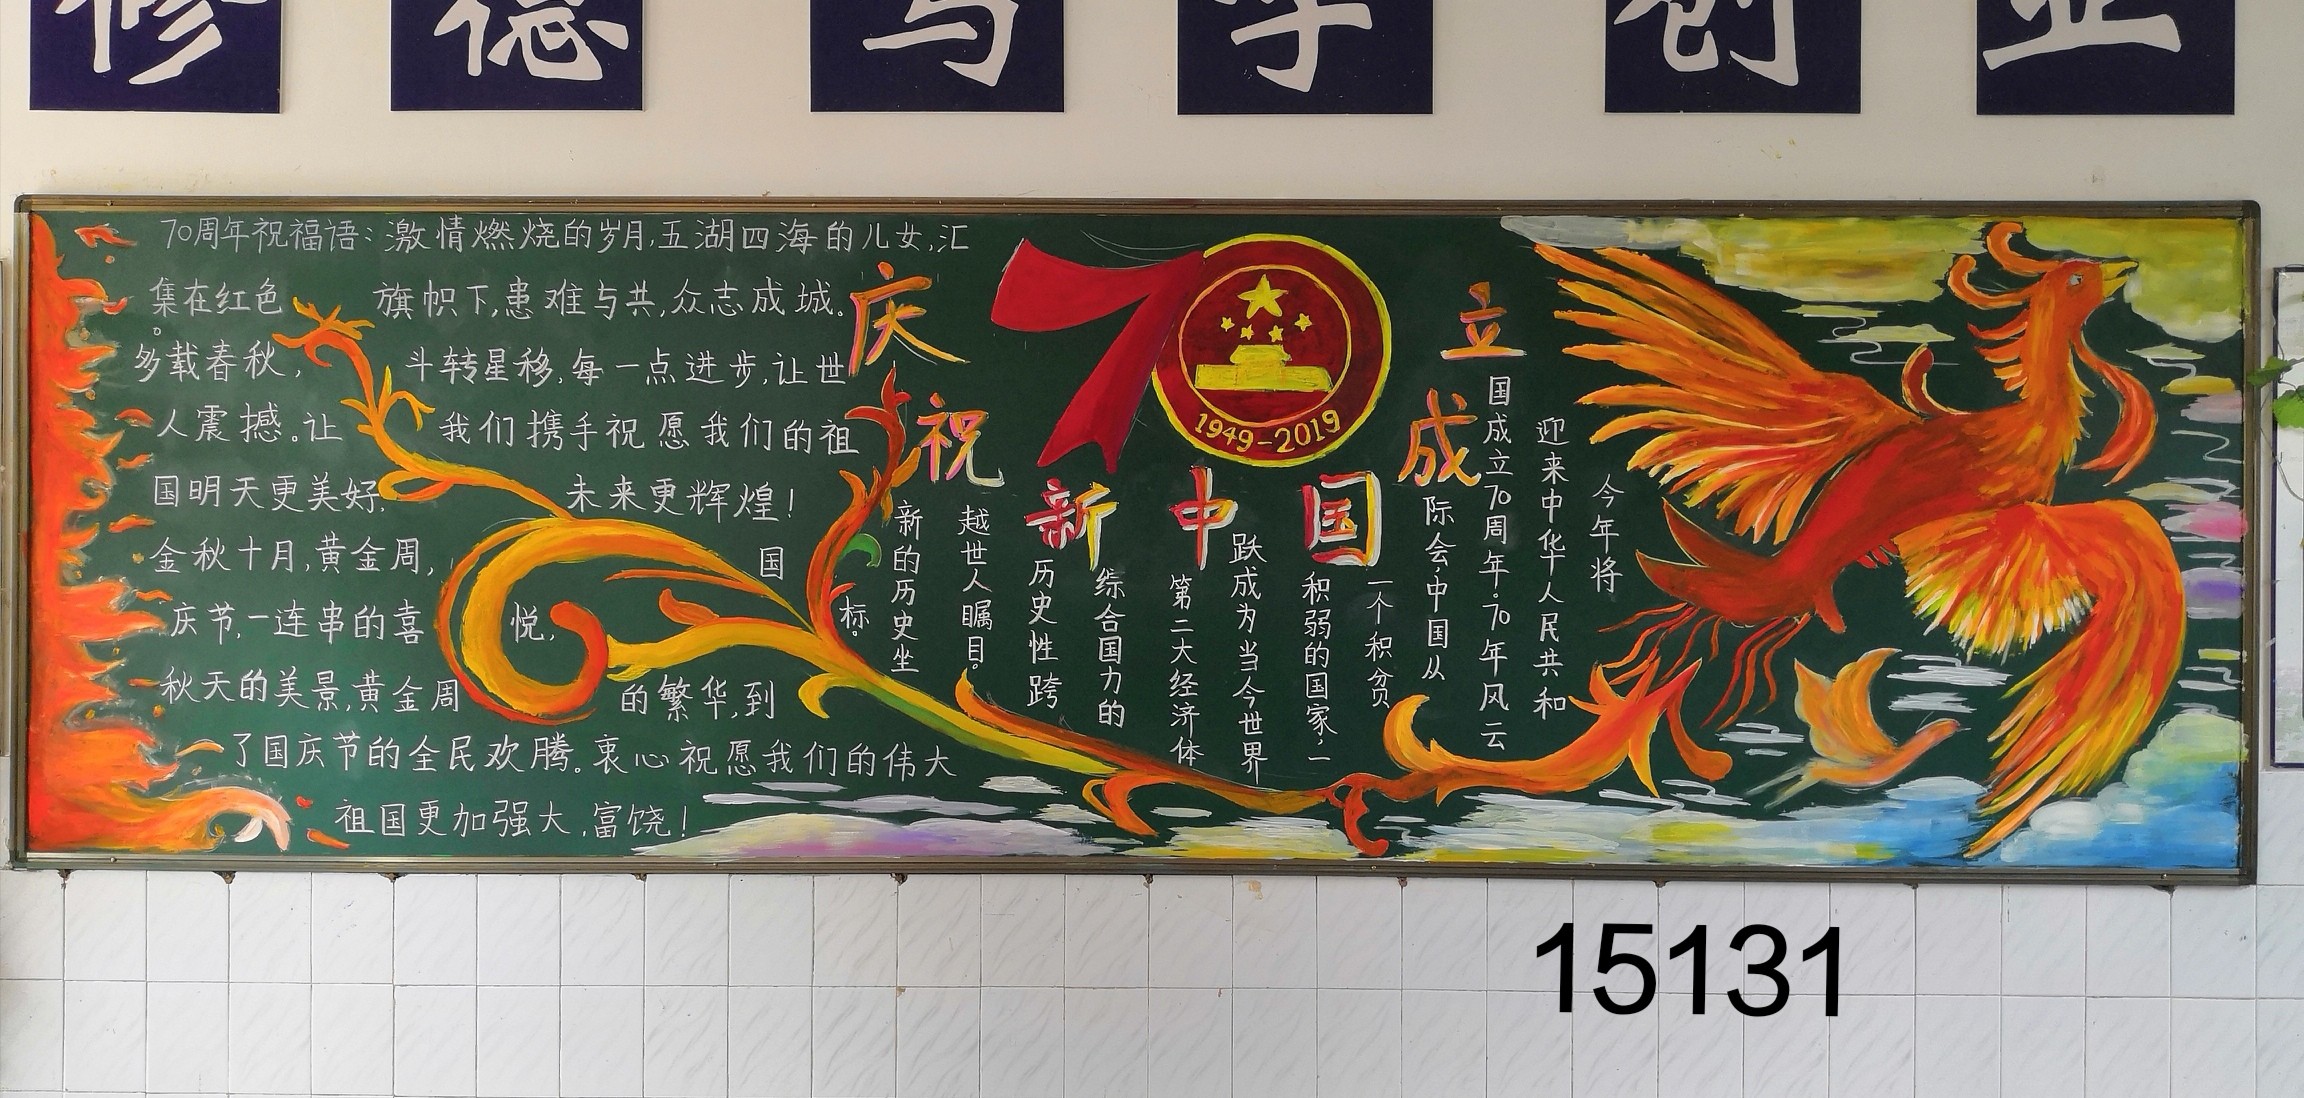 修 德 笃 学 创 业
70周年祝福语：激情燃烧的岁月，五湖四海的儿女，汇
集在红色旗帜下，患难与共，众志成城。
多载春秋，斗转星移，每一点进步，让世
人震撼。让我们携手祝愿我们的祖
国明天更美好，未来更辉煌！
金秋十月，黄金周，国
庆节，一连串的喜悦，
秋天的美景，黄金周的繁华，到
了国庆节的全民欢腾。衷心祝愿我们的伟大
祖国更加强大，富饶！
庆祝
70
1949-2019
新中国
成立
今年将
迎来中华人民共和
国成立70周年。70年风云
际会，中国从
一个积贫
积弱的国家，一
跃成为当今世界
第二大经济体
综合国力的
历史性跨
越世人瞩目。
新的历史坐
标。
15131